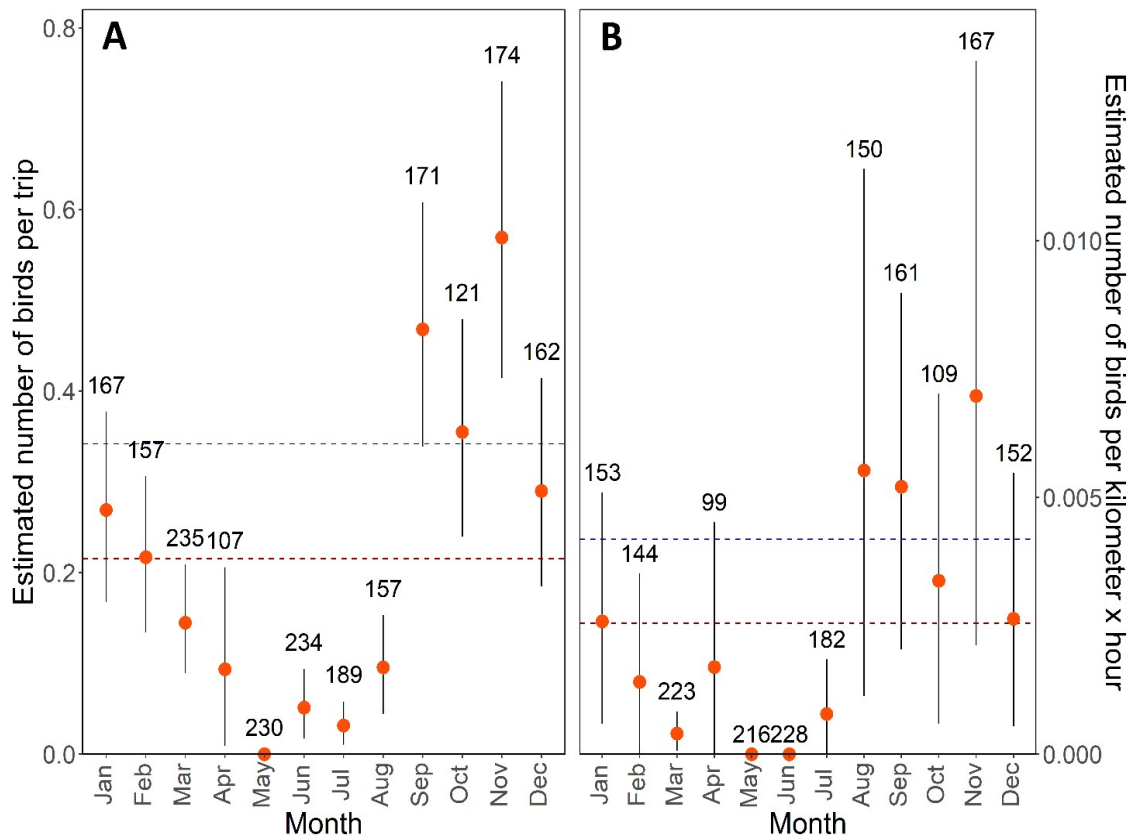 A
B
Estimated number of birds per trip
0.8
0.6
0.4
0.2
0.0
167
157
235
107
230
234
189
157
171
121
174
162
Jan
Feb
Mar
Apr
May
Jun
Jul
Aug
Sep
Oct
Nov
Dec
Month
153
144
223
99
216
228
182
150
161
109
167
152
Jan
Feb
Mar
Apr
May
Jun
Jul
Aug
Sep
Oct
Nov
Dec
Month
0.010
0.005
0.000
Estimated number of birds per kilometer x hour